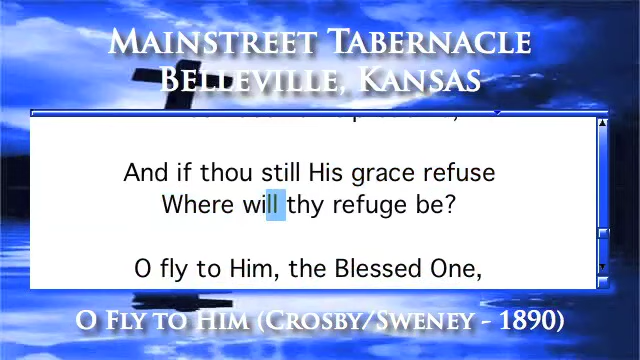 Mainstreet Tabernacle
Belleville, Kansas
And if thou still His grace refuse
Where will thy refuge be?
O fly to Him, the Blessed One,
O Fly to Him (Crosby/Sweney - 1890)